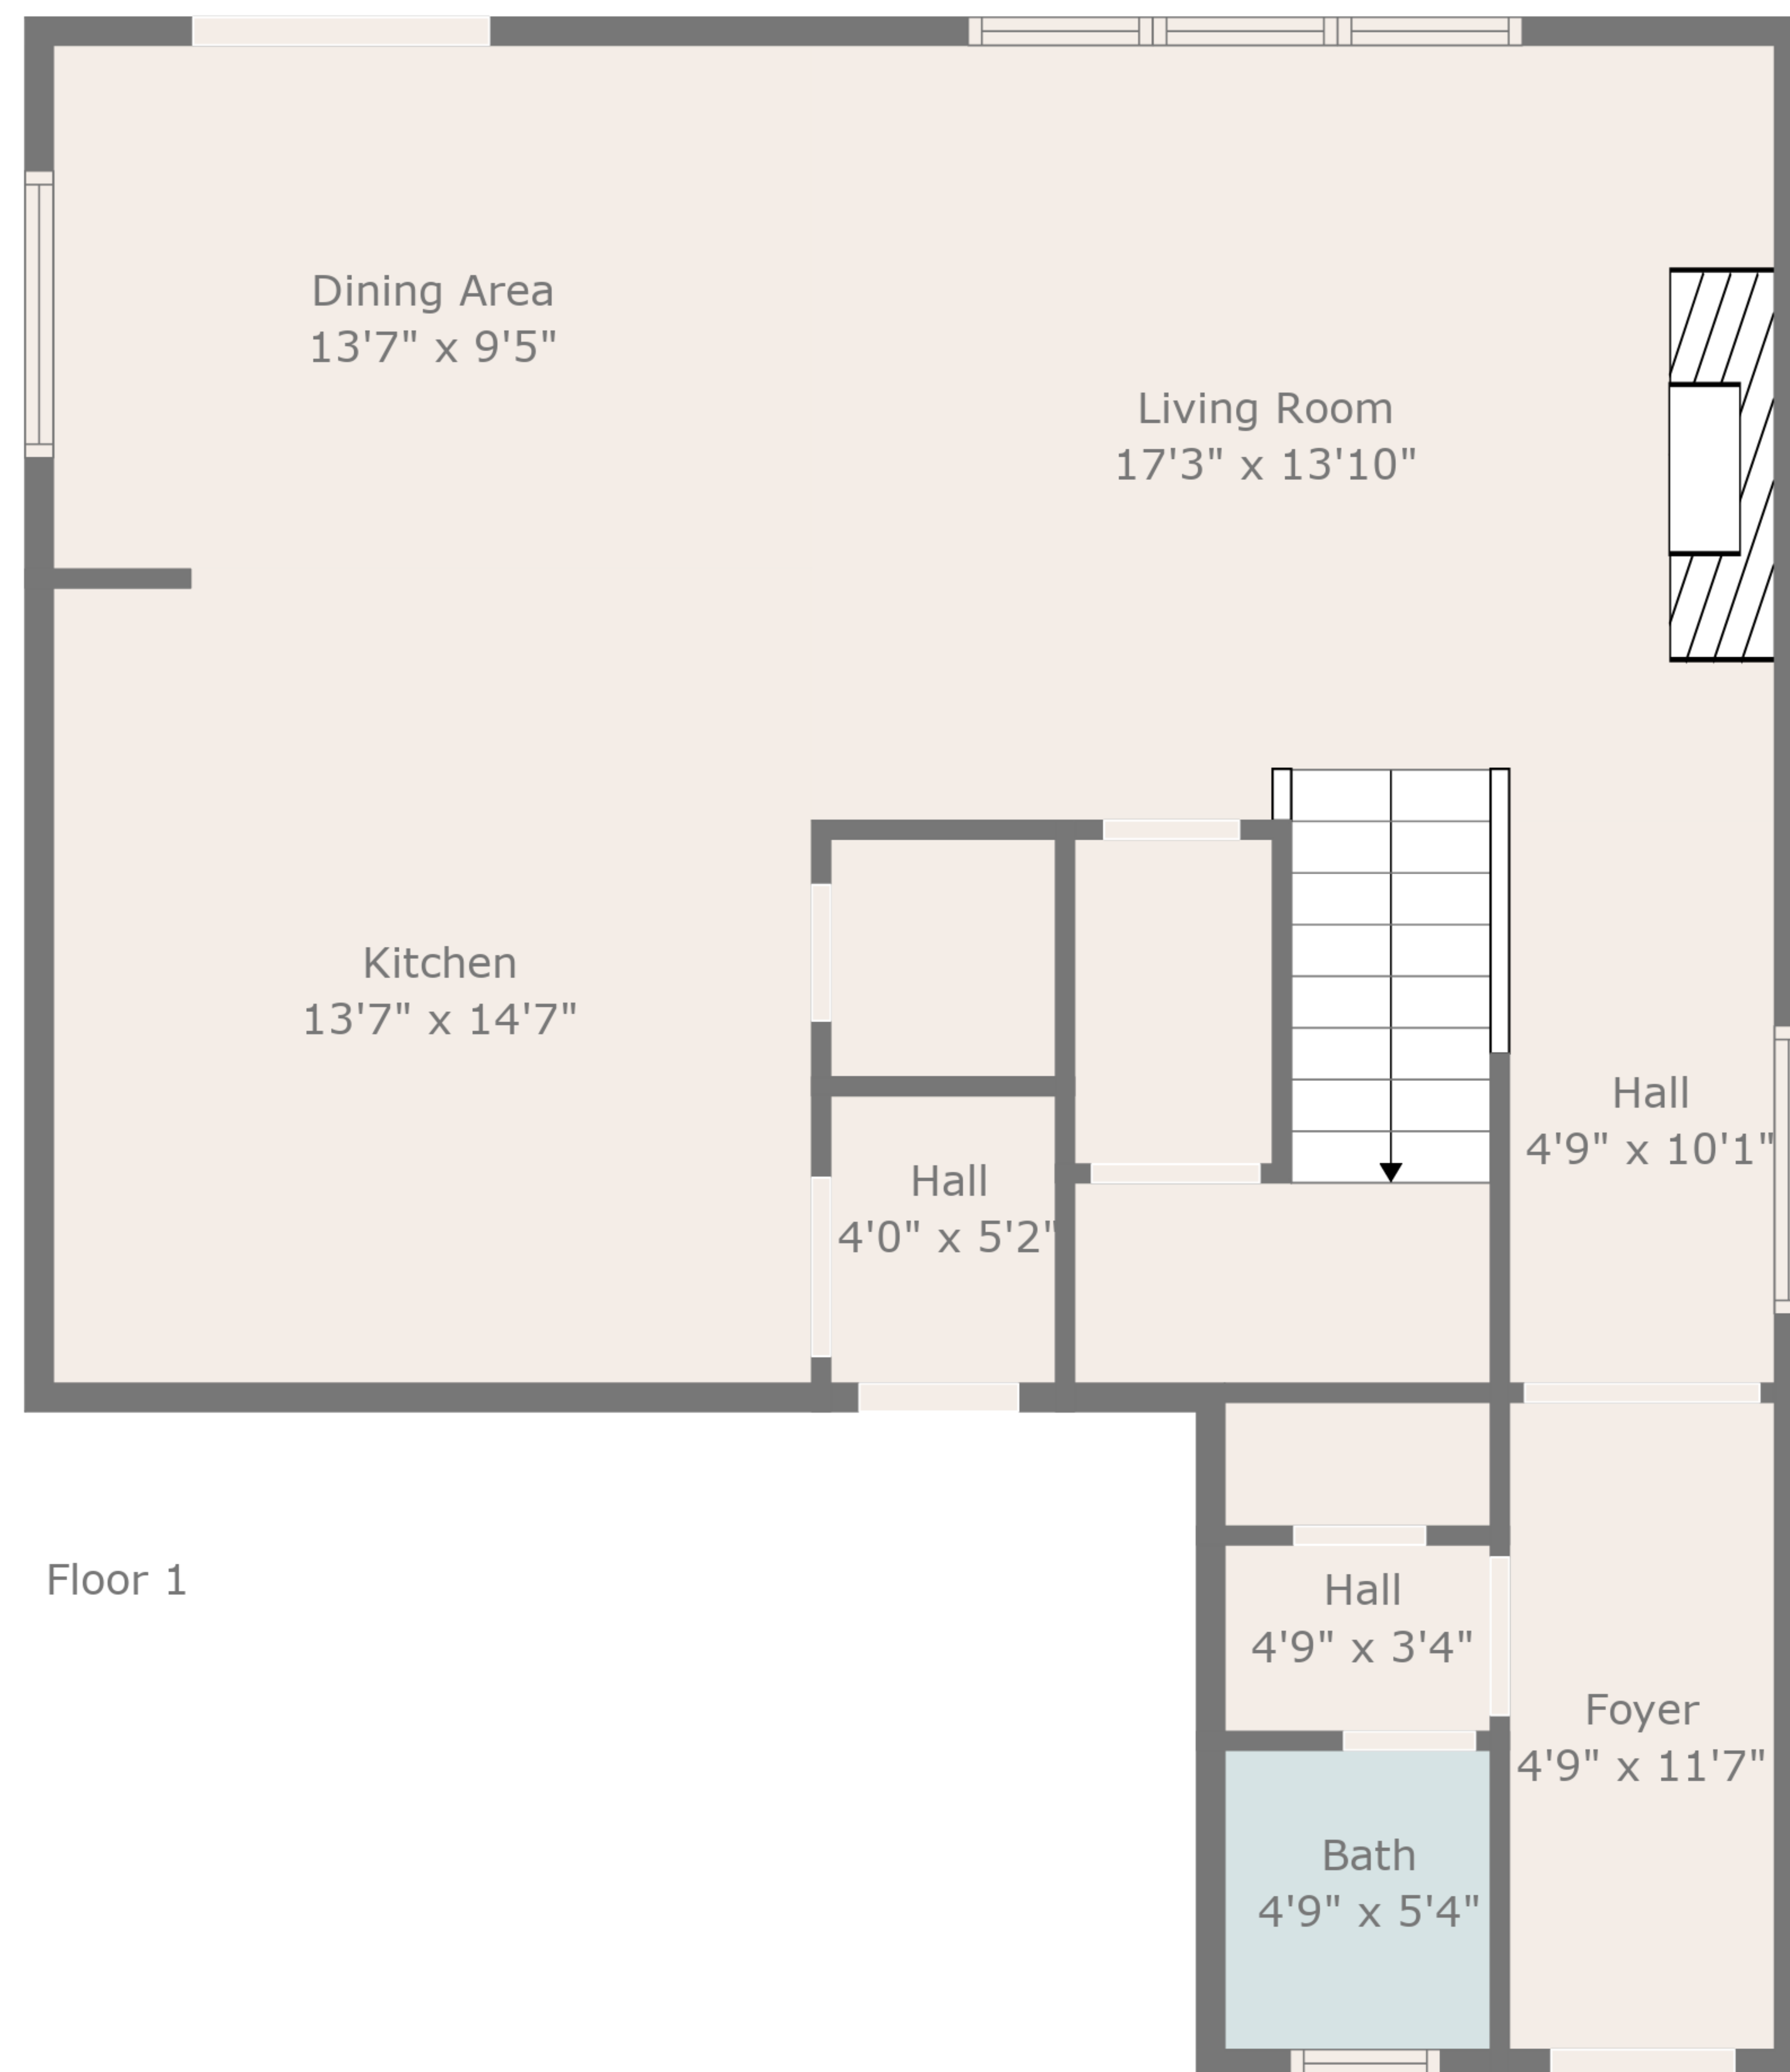 Dining Area
13'7" x 9'5"
Living Room
17'3" x 13'10"
Kitchen
13'7" x 14'7"
Hall
4'9" x 10'1"
Hall
4'0" x 5'2"
Floor 1
Hall
4'9" x 3'4"
Foyer
4'9" x 11'7"
Bath
4'9" x 5'4"